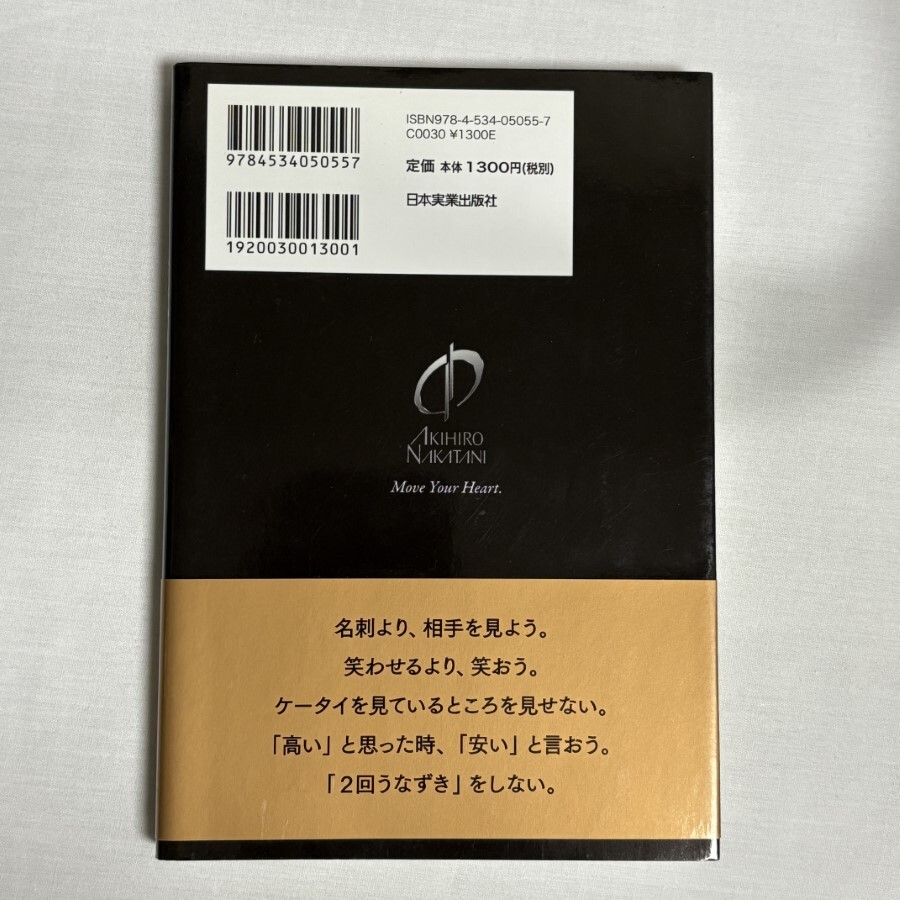 ISBN978-4-534-05055-7
C0030 ¥1300E
9784534050557
定価 本体1300円(税別)
日本実業出版社
1920030013001
AKIHIRO
NAKATANI
Move Your Heart.
名刺より、相手を見よう。
笑わせるより、笑おう。
ケータイを見ているところを見せない。
「高い」と思った時、「安い」と言おう。
「2回うなずき」をしない。